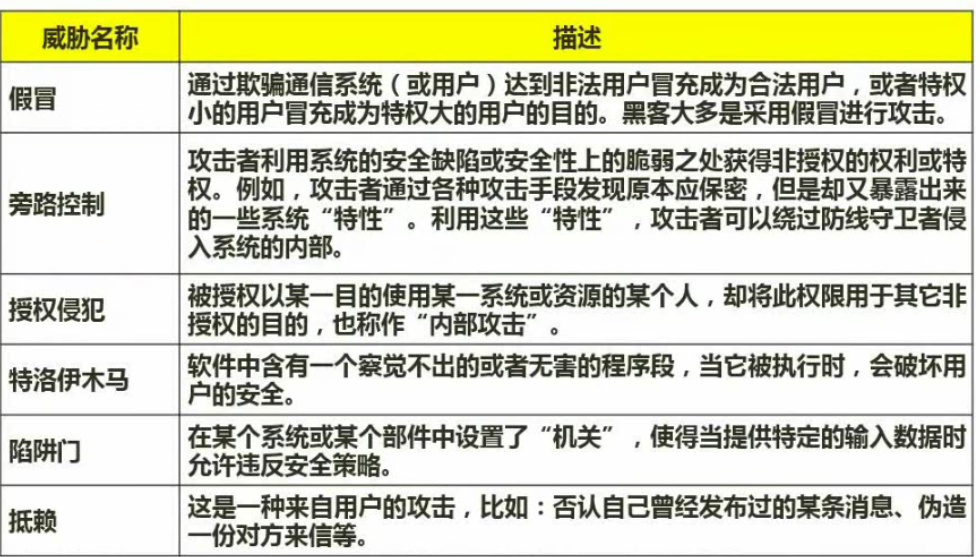 威胁名称
描述
假冒
通过欺骗通信系统（或用户）达到非法用户冒充成为合法用户，或者特权
小的用户冒充成为特权大的用户的目的。黑客大多是采用假冒进行攻击。
旁路控制
攻击者利用系统的安全缺陷或安全性上的脆弱之处获得非授权的权利或特
权。例如，攻击者通过各种攻击手段发现原本应保密，但是却又暴露出来
的一些系统“特性”。利用这些“特性”，攻击者可以绕过防线守卫者侵
入系统的内部。
授权侵犯
被授权以某一目的使用某一系统或资源的某个人，却将此权限用于其它非
授权的目的，也称作“内部攻击”。
特洛伊木马
软件中含有一个察觉不出的或者无害的程序段，当它被执行时，会破坏用
户的安全。
陷阱门
在某个系统或某个部件中设置了“机关”，使得当提供特定的输入数据时
允许违反安全策略。
抵赖
这是一种来自用户的攻击，比如：否认自己曾经发布过的某条消息、伪造
一份对方来信等。